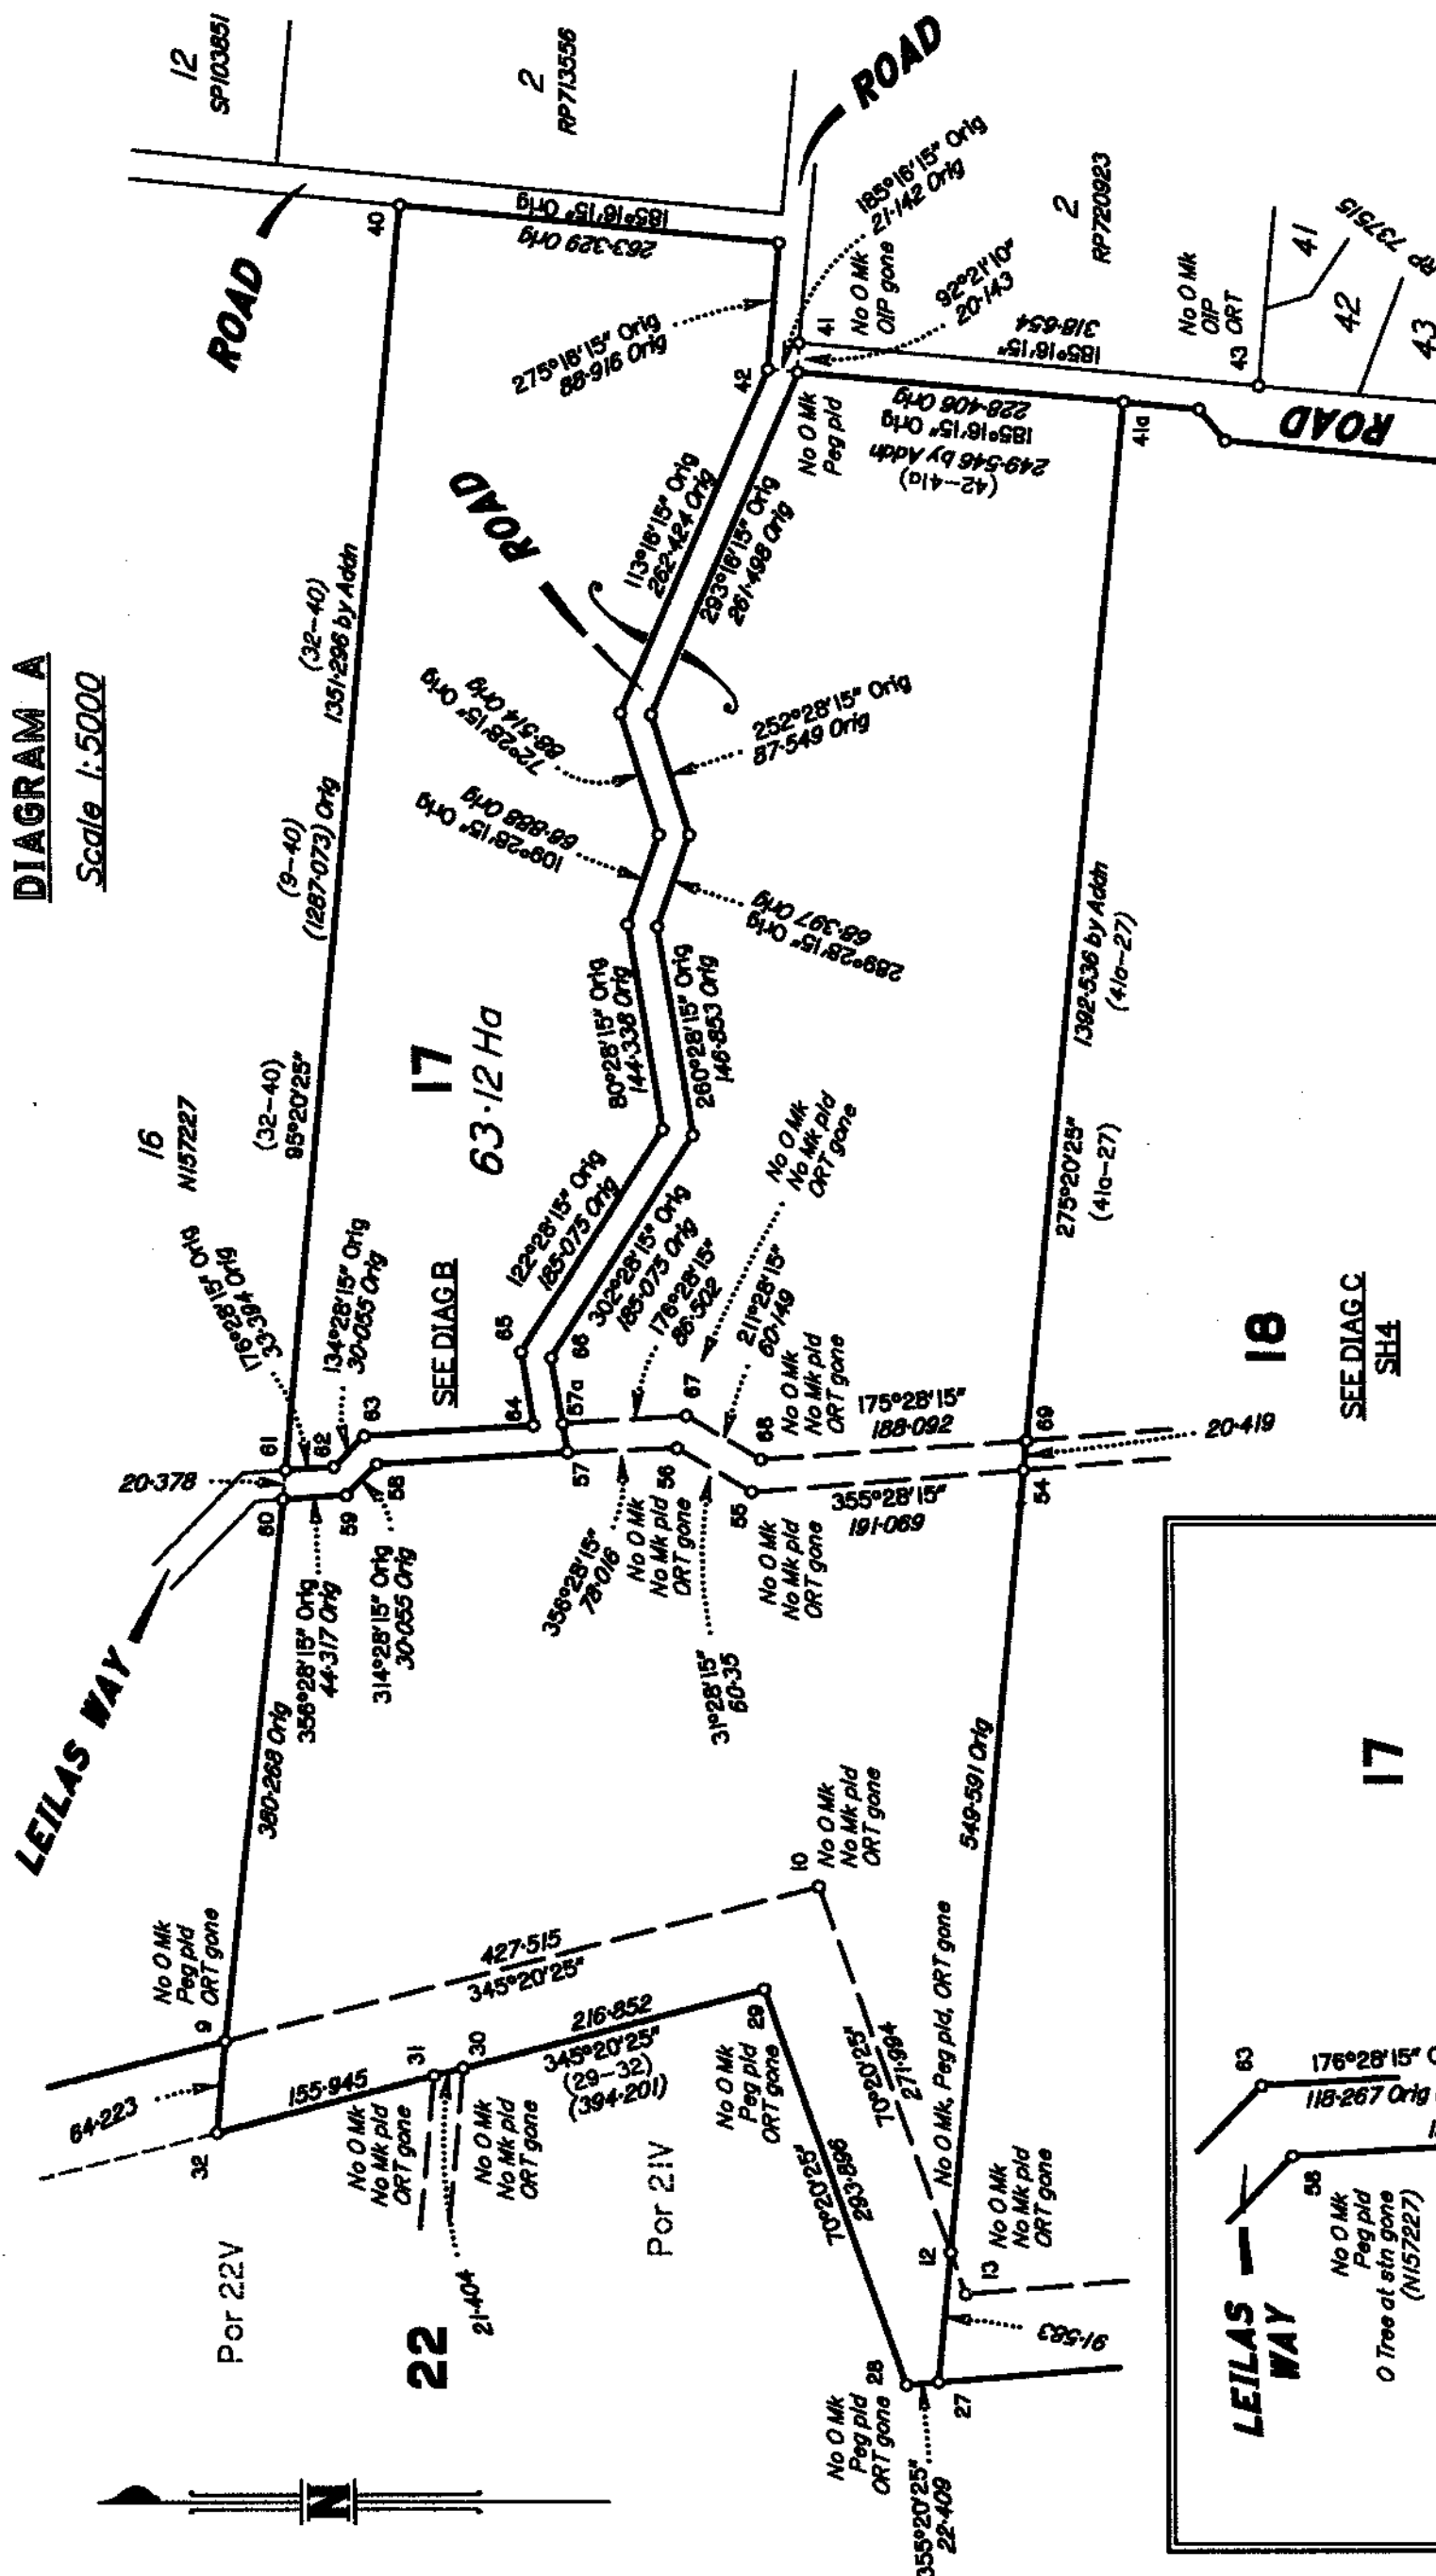 DIAGRAM A
Scale 1:5000
LEILAS WAY
ROAD
12
SP103851
2
RP713556
16
N157227
9
No O Mk
Peg pld
ORT gone
64·223
32
380·268 Orig
20·378
60
61
178°28'15" Orig
33·394 Orig
62
134°28'15" Orig
30·055 Orig
63
(32-40)
95°20'25"
(9-40)
(1287·073) Orig
(32-40)
1351·296 by Addn
40
185°16'15" Orig
263·329 Orig
356°28'15" Orig
44·317 Orig
59
314°28'15" Orig
30·055 Orig
58
SEE DIAG B
17
63·12 Ha
64
65
122°28'15" Orig
185·075 Orig
80°28'15" Orig
144·338 Orig
109°28'15" Orig
66·888 Orig
72°28'15" Orig
88·514 Orig
ROAD
113°16'15" Orig
262·424 Orig
275°16'15" Orig
88·916 Orig
42
ROAD
185°16'15" Orig
21·142 Orig
41
No O Mk
OIP gone
92°21'10"
20·143
No O Mk
Peg pld
293°16'15" Orig
261·498 Orig
252°28'15" Orig
87·549 Orig
289°28'15" Orig
68·397 Orig
260°28'15" Orig
146·853 Orig
66
302°28'15" Orig
185·075 Orig
57a
57
176°28'15"
86·502
67
No O Mk
No Mk pld
ORT gone
211°28'15"
60·149
68
No O Mk
No Mk pld
ORT gone
175°28'15"
188·092
69
20·419
356°28'15"
78·016
56
No O Mk
No Mk pld
ORT gone
31°28'15"
60·35
55
No O Mk
No Mk pld
ORT gone
355°28'15"
191·069
54
185°16'15"
318·654
228·406 Orig
185°16'15" Orig
249·546 by Addn
(42-41a)
2
RP720923
No O Mk
OIP
ORT
43
41a
ROAD
41
42
43
RP 737515
275°20'25"
(41a-27)
1392·536 by Addn
(41a-27)
18
SEE DIAG C
SH4
Por 22V
155·945
31
No O Mk
No Mk pld
ORT gone
22
21·404
30
No O Mk
No Mk pld
ORT gone
427·515
345°20'25"
216·852
345°20'25"
(29-32)
(394·201)
Por 21V
29
No O Mk
Peg pld
ORT gone
10
No O Mk
No Mk pld
ORT gone
70°20'25"
293·896
70°20'25"
271·994
549·591 Orig
No O Mk, Peg pld, ORT gone
12
13
No O Mk
No Mk pld
ORT gone
91·583
28
No O Mk
Peg pld
ORT gone
27
355°20'25"
22·409
N
17
LEILAS
WAY
63
176°28'15"
118·267 Orig
58
No O Mk
Peg pld
O Tree at stn gone
(N157227)